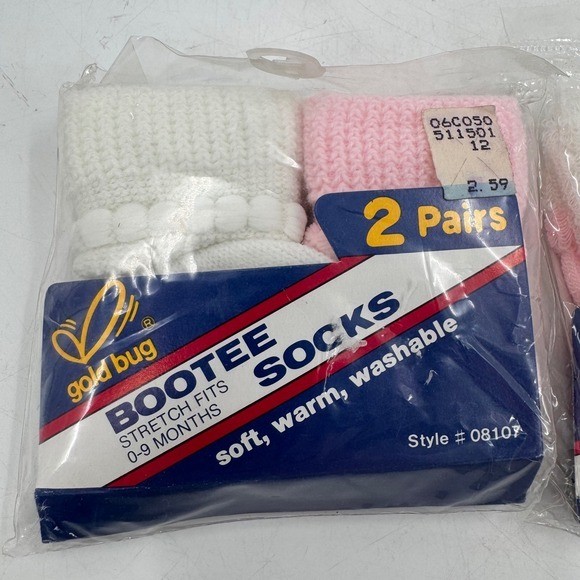 06C050
511501
12
2.59
2 Pairs
gold bug
®
BOOTEE SOCKS
STRETCH FITS
0-9 MONTHS
soft, warm, washable
Style # 08107